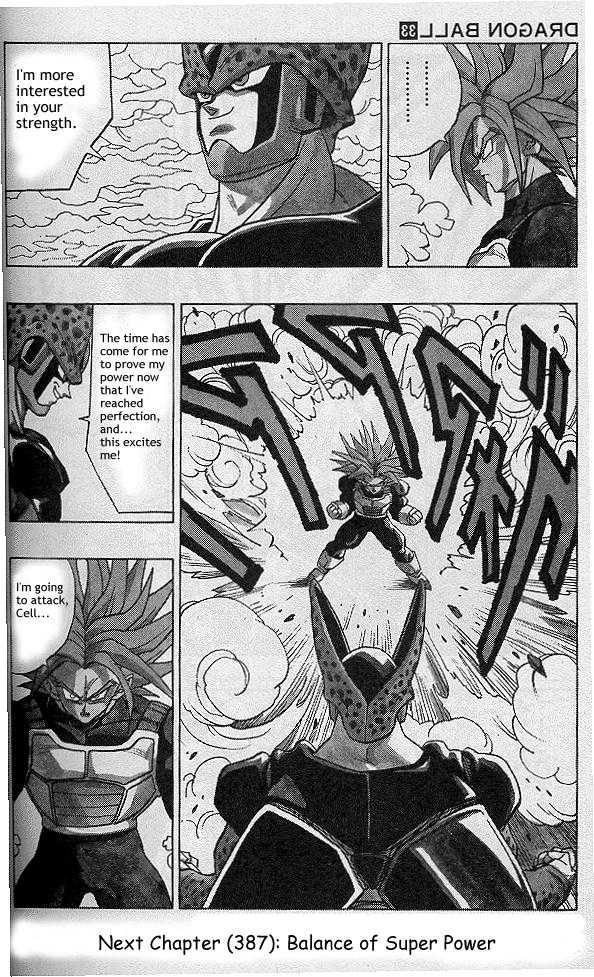 DRAGON BALL 33
I'm more
interested
in your
strength.
The time has
come for me
to prove my
power now
that I've
reached
perfection,
and...
this excites
me!
I'm going
to attack,
Cell...
Next Chapter (387): Balance of Super Power